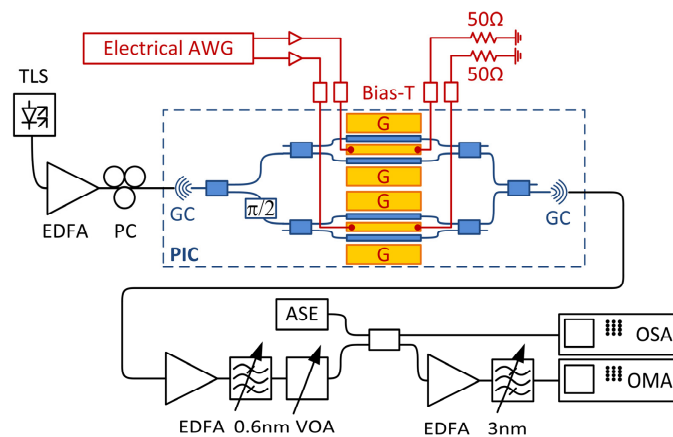 50Ω
Electrical AWG
50Ω
TLS
Bias-T
G
GC
G
π/2
G
GC
EDFA
PC
PIC
G
ASE
OSA
OMA
EDFA
0.6nm
VOA
EDFA
3nm